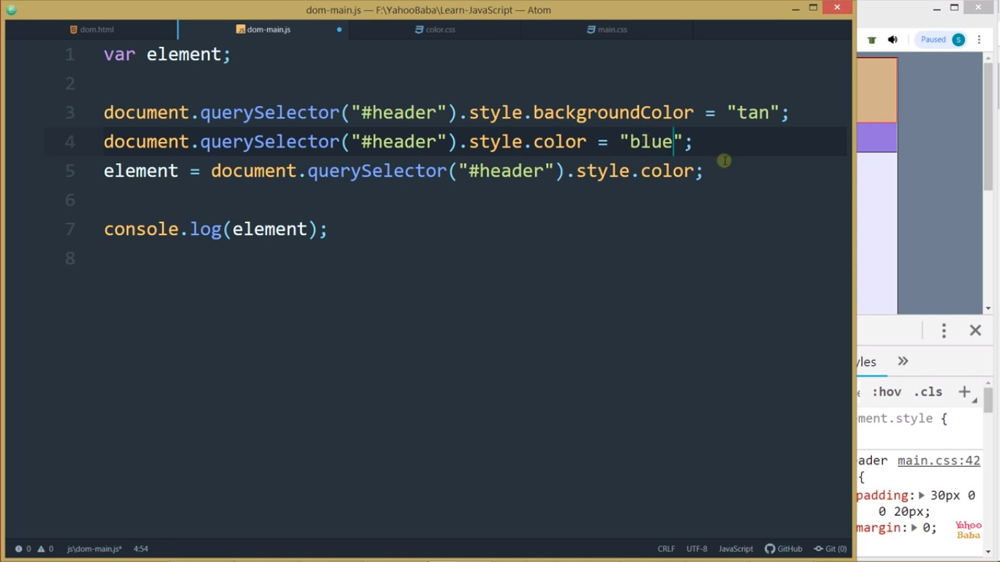 dom-main.js — F:\YahooBaba\Learn-JavaScript — Atom
dom.html
dom-main.js
color.css
main.css
Paused S
1 var element;
2
3 document.querySelector("#header").style.backgroundColor = "tan";
4 document.querySelector("#header").style.color = "blue";
5 element = document.querySelector("#header").style.color;
6
7 console.log(element);
8
yles »
:hov .cls +
ment.style {
ader main.css:42
{
padding: 30px 0
0 20px;
margin: 0;
Yahoo
Baba
0 0 js\dom-main.js* 4:54 CRLF UTF-8 JavaScript GitHub Git (0)